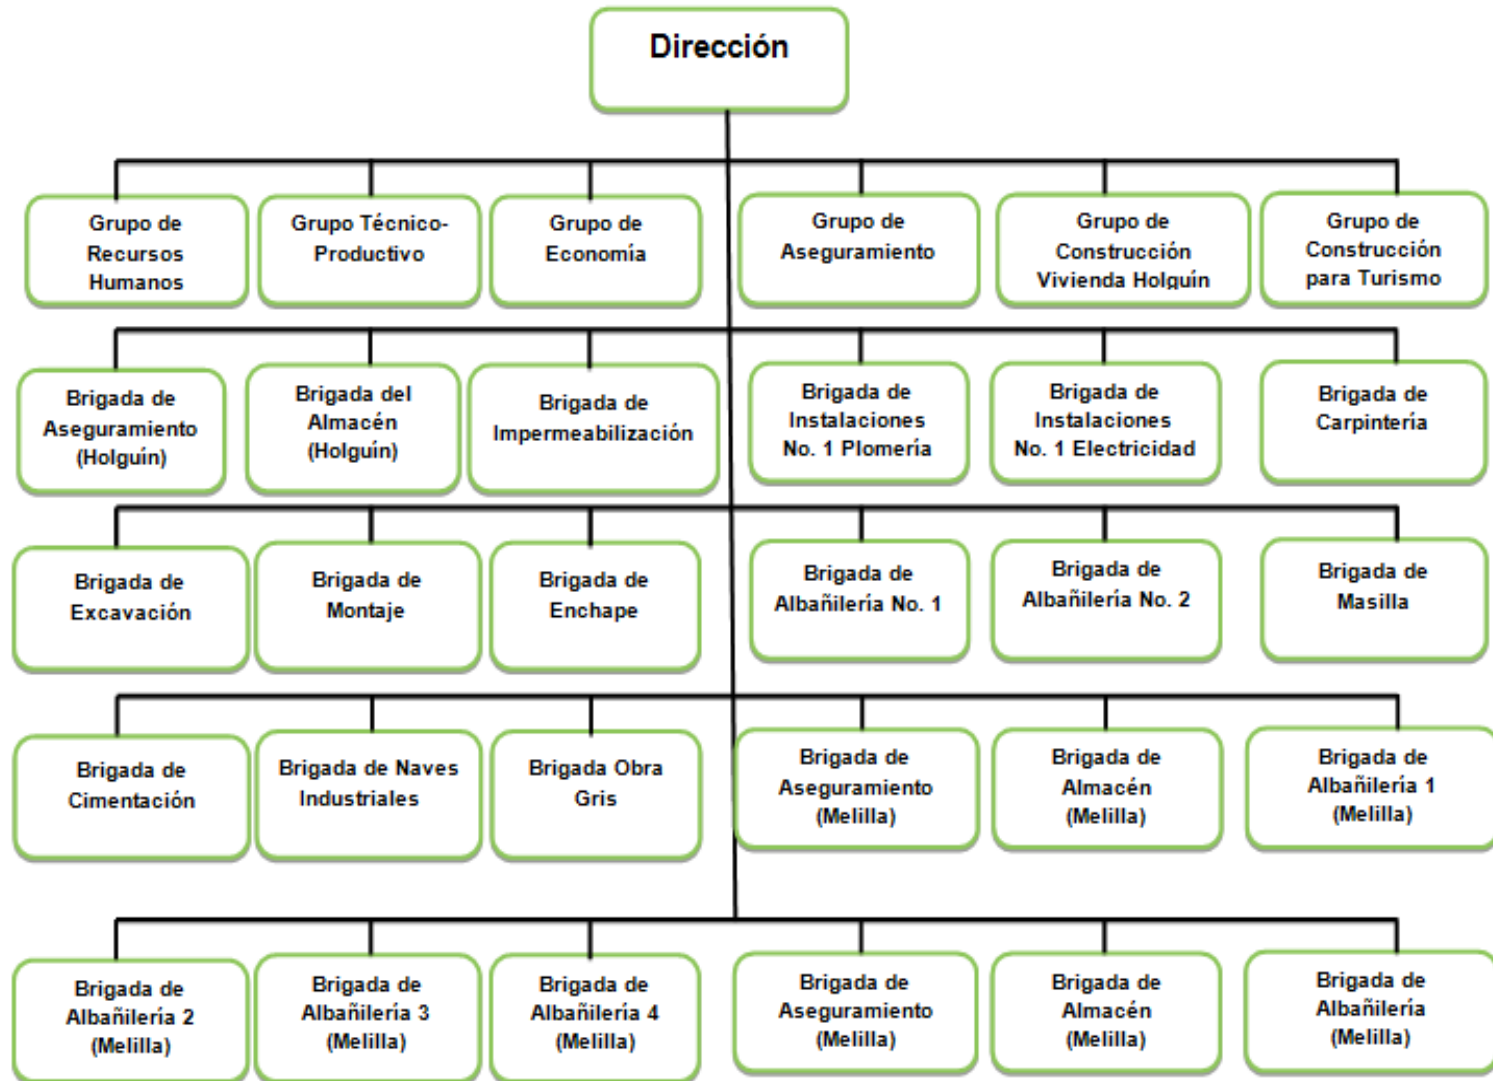 Dirección
Grupo de
Recursos
Humanos
Grupo Técnico-
Productivo
Grupo de
Economía
Grupo de
Aseguramiento
Grupo de
Construcción
Vivienda Holguín
Grupo de
Construcción
para Turismo
Brigada de
Aseguramiento
(Holguín)
Brigada del
Almacén
(Holguín)
Brigada de
Impermeabilización
Brigada de
Instalaciones
No. 1 Plomería
Brigada de
Instalaciones
No. 1 Electricidad
Brigada de
Carpintería
Brigada de
Excavación
Brigada de
Montaje
Brigada de
Enchape
Brigada de
Albañilería No. 1
Brigada de
Albañilería No. 2
Brigada de
Masilla
Brigada de
Cimentación
Brigada de Naves
Industriales
Brigada Obra
Gris
Brigada de
Aseguramiento
(Melilla)
Brigada de
Almacén
(Melilla)
Brigada de
Albañilería 1
(Melilla)
Brigada de
Albañilería 2
(Melilla)
Brigada de
Albañilería 3
(Melilla)
Brigada de
Albañilería 4
(Melilla)
Brigada de
Aseguramiento
(Melilla)
Brigada de
Almacén
(Melilla)
Brigada de
Albañilería
(Melilla)